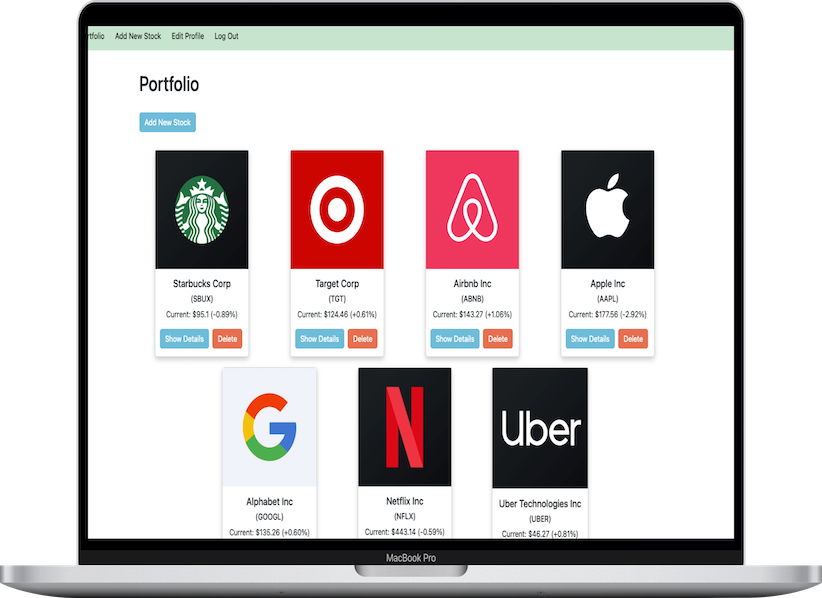 rtfolio Add New Stock Edit Profile Log Out
Portfolio
Add New Stock
Starbucks Corp
(SBUX)
Current: $95.1 (-0.89%)
Show Details Delete
Target Corp
(TGT)
Current: $124.46 (+0.61%)
Show Details Delete
Airbnb Inc
(ABNB)
Current: $143.27 (+1.06%)
Show Details Delete
Apple Inc
(AAPL)
Current: $177.56 (-2.92%)
Show Details Delete
Alphabet Inc
(GOOGL)
Current: $135.26 (+0.60%)
Netflix Inc
(NFLX)
Current: $443.14 (-0.59%)
Uber
Uber Technologies Inc
(UBER)
Current: $46.27 (+0.81%)
MacBook Pro